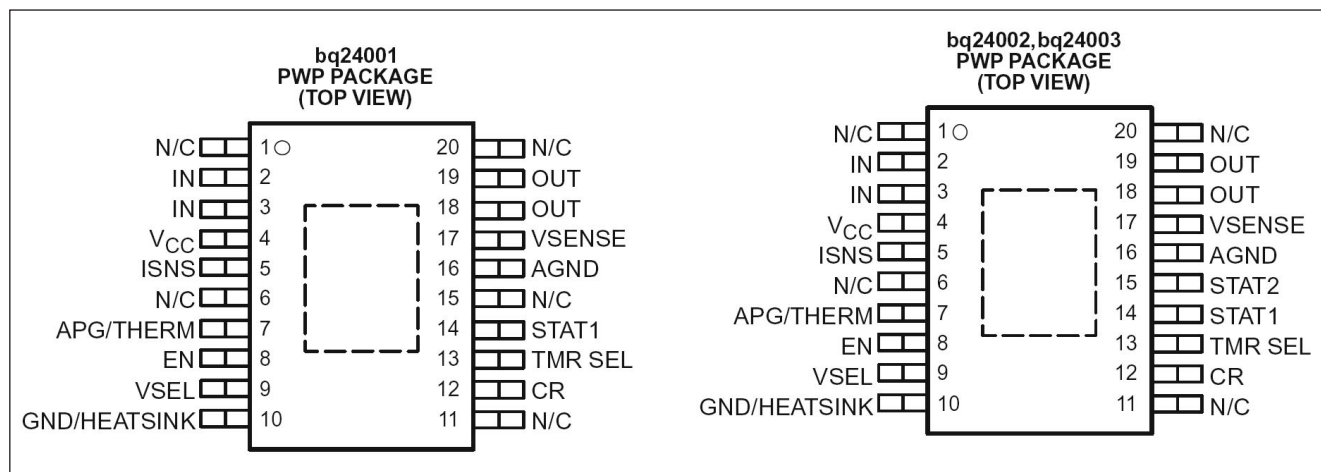 bq24001
PWP PACKAGE
(TOP VIEW)
N/C 1 20 N/C
IN 2 19 OUT
IN 3 18 OUT
VCC 4 17 VSENSE
ISNS 5 16 AGND
N/C 6 15 N/C
APG/THERM 7 14 STAT1
EN 8 13 TMR SEL
VSEL 9 12 CR
GND/HEATSINK 10 11 N/C
bq24002,bq24003
PWP PACKAGE
(TOP VIEW)
N/C 1 20 N/C
IN 2 19 OUT
IN 3 18 OUT
VCC 4 17 VSENSE
ISNS 5 16 AGND
N/C 6 15 STAT2
APG/THERM 7 14 STAT1
EN 8 13 TMR SEL
VSEL 9 12 CR
GND/HEATSINK 10 11 N/C